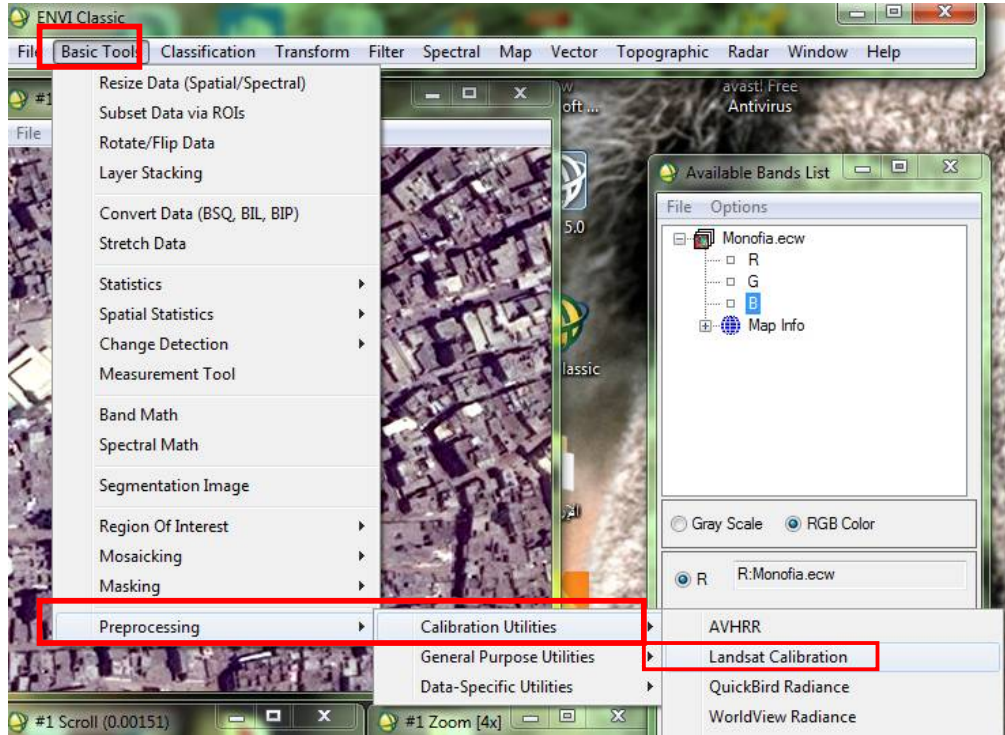 ENVI Classic
File Basic Tools Classification Transform Filter Spectral Map Vector Topographic Radar Window Help
Resize Data (Spatial/Spectral)
Subset Data via ROIs
Rotate/Flip Data
Layer Stacking
Convert Data (BSQ, BIL, BIP)
Stretch Data
Statistics
Spatial Statistics
Change Detection
Measurement Tool
Band Math
Spectral Math
Segmentation Image
Region Of Interest
Mosaicking
Masking
Preprocessing
Calibration Utilities
General Purpose Utilities
Data-Specific Utilities
AVHRR
Landsat Calibration
QuickBird Radiance
WorldView Radiance
#1
File
oft ...
avast! Free
Antivirus
5.0
lassic
Available Bands List
File Options
Monofia.ecw
R
G
B
Map Info
Gray Scale RGB Color
R R:Monofia.ecw
#1 Scroll (0.00151)
#1 Zoom [4x]